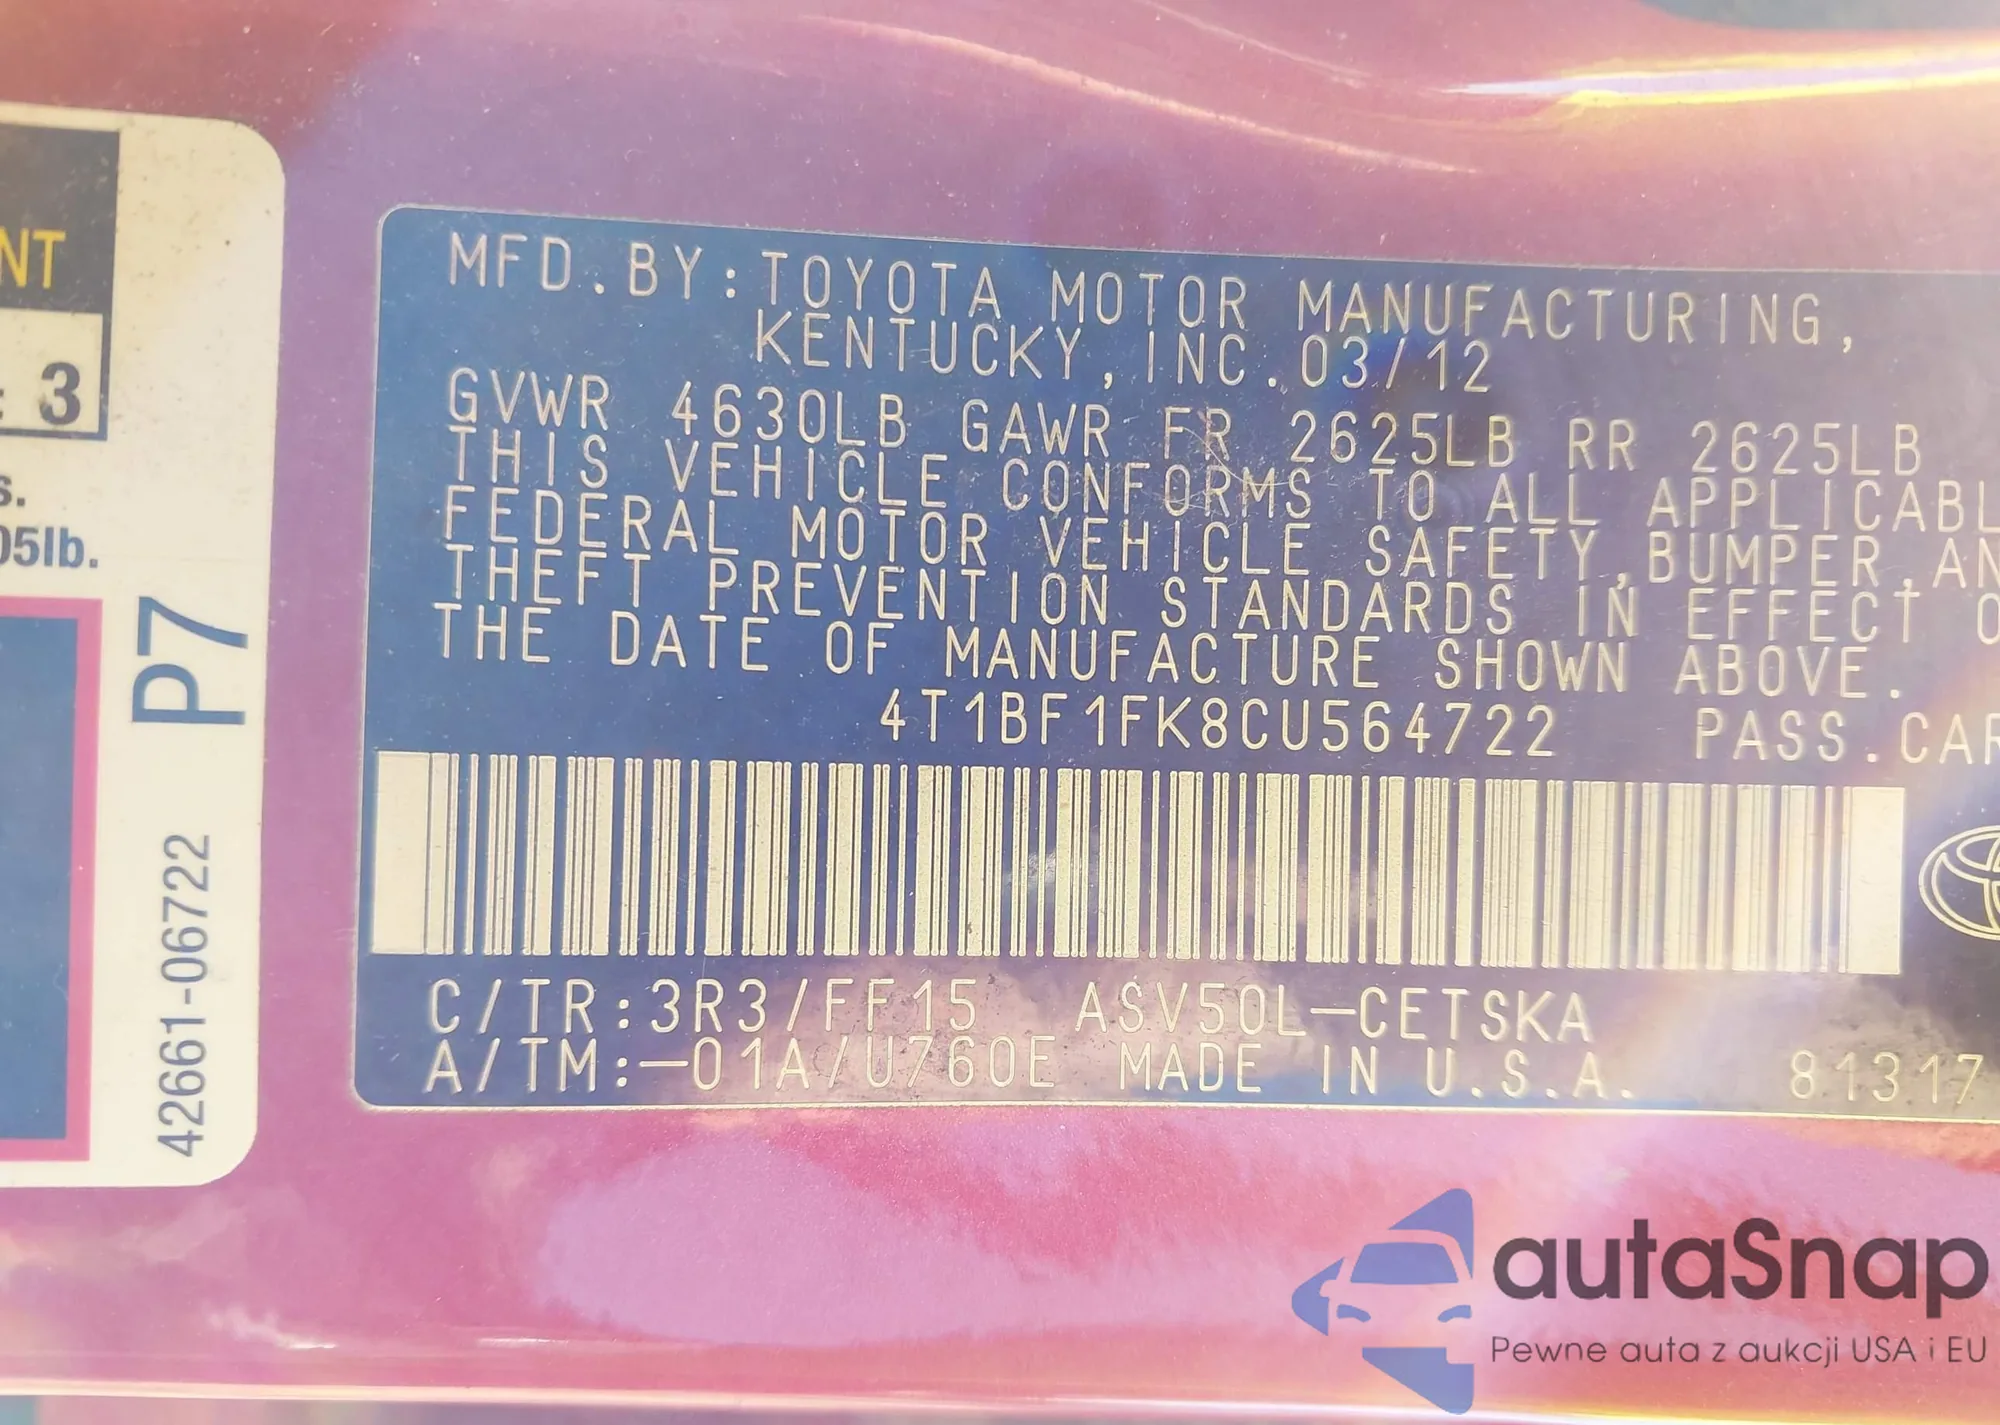 NT
: 3
s.
05lb.
P7
42661-06722
MFD. BY: TOYOTA MOTOR MANUFACTURING,
KENTUCKY, INC. 03/12
GVWR 4630LB GAWR FR 2625LB RR 2625LB
THIS VEHICLE CONFORMS TO ALL APPLICABL
FEDERAL MOTOR VEHICLE SAFETY, BUMPER, AN
THEFT PREVENTION STANDARDS IN EFFECT O
THE DATE OF MANUFACTURE SHOWN ABOVE.
4T1BF1FK8CU564722 PASS.CAR
C/TR:3R3/FF15 ASV50L-CETSKA
A/TM:-01A/U760E MADE IN U.S.A. 81317
autaSnap
Pewne auta z aukcji USA i EU